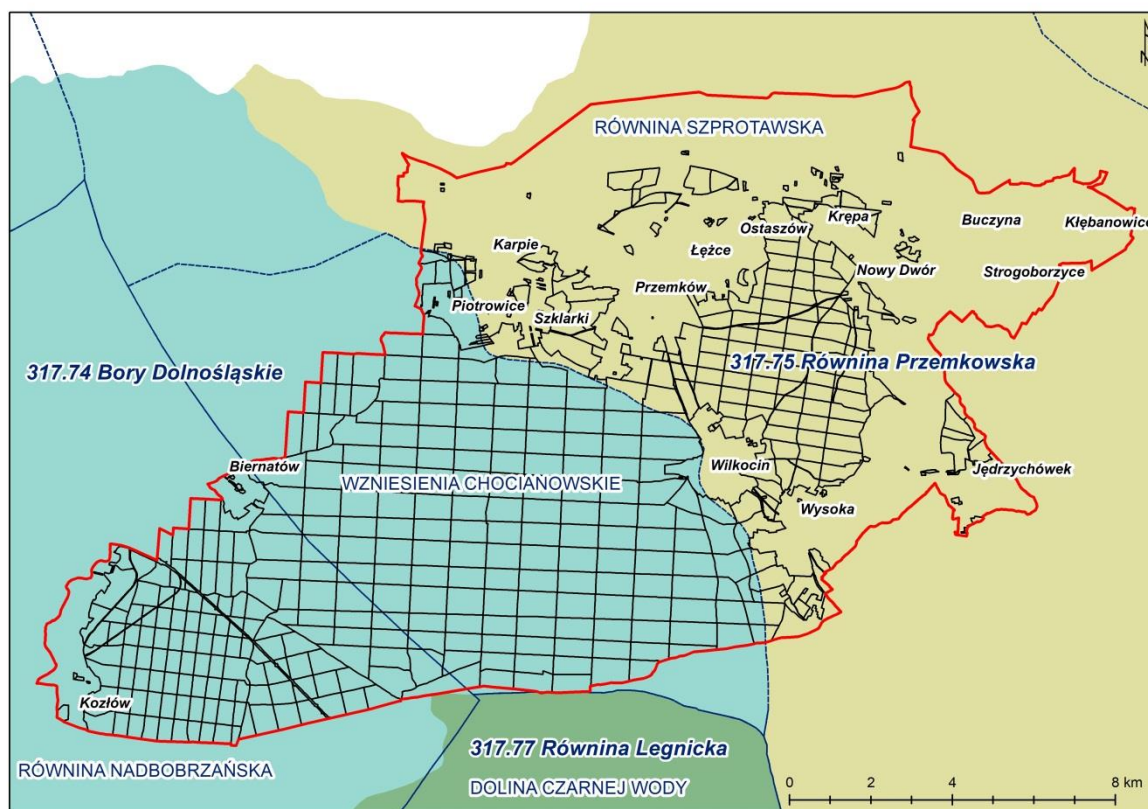 N
RÓWNINA SZPROTAWSKA
Krępa
Buczyna
Kłębanowice
Ostaszów
Karpie
Łężce
Nowy Dwór
Strogoborzyce
Przemków
Piotrowice
Szklarki
317.75 Równina Przemkowska
317.74 Bory Dolnośląskie
Biernatów
Wilkocin
Jędrzychówek
WZNIESIENIA CHOCIANOWSKIE
Wysoka
Kozłów
317.77 Równina Legnicka
RÓWNINA NADBOBRZAŃSKA
DOLINA CZARNEJ WODY
0 2 4 8 km